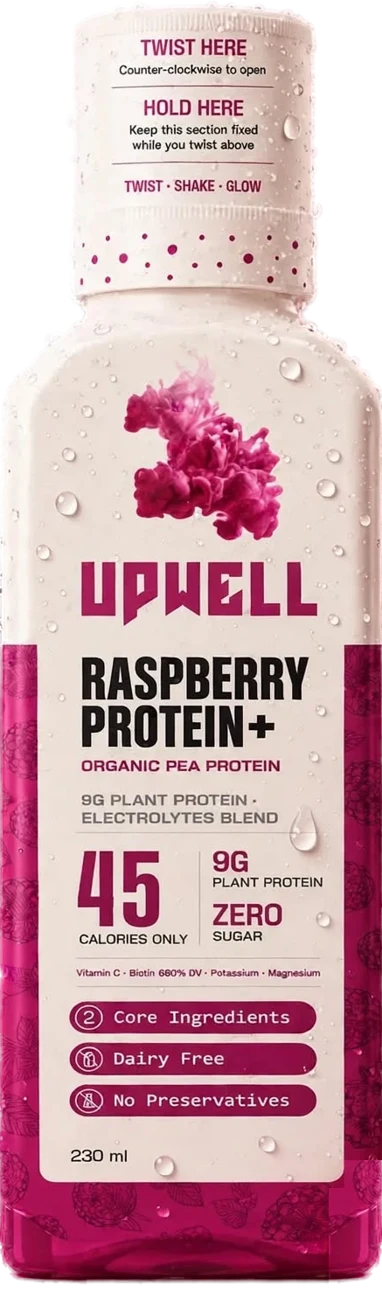 TWIST HERE
Counter-clockwise to open
HOLD HERE
Keep this section fixed
while you twist above
TWIST · SHAKE · GLOW
UPWELL
RASPBERRY
PROTEIN+
ORGANIC PEA PROTEIN
9G PLANT PROTEIN ·
ELECTROLYTES BLEND
45
CALORIES ONLY
9G
PLANT PROTEIN
ZERO
SUGAR
Vitamin C · Biotin 660% DV · Potassium · Magnesium
2 Core Ingredients
Dairy Free
No Preservatives
230 ml